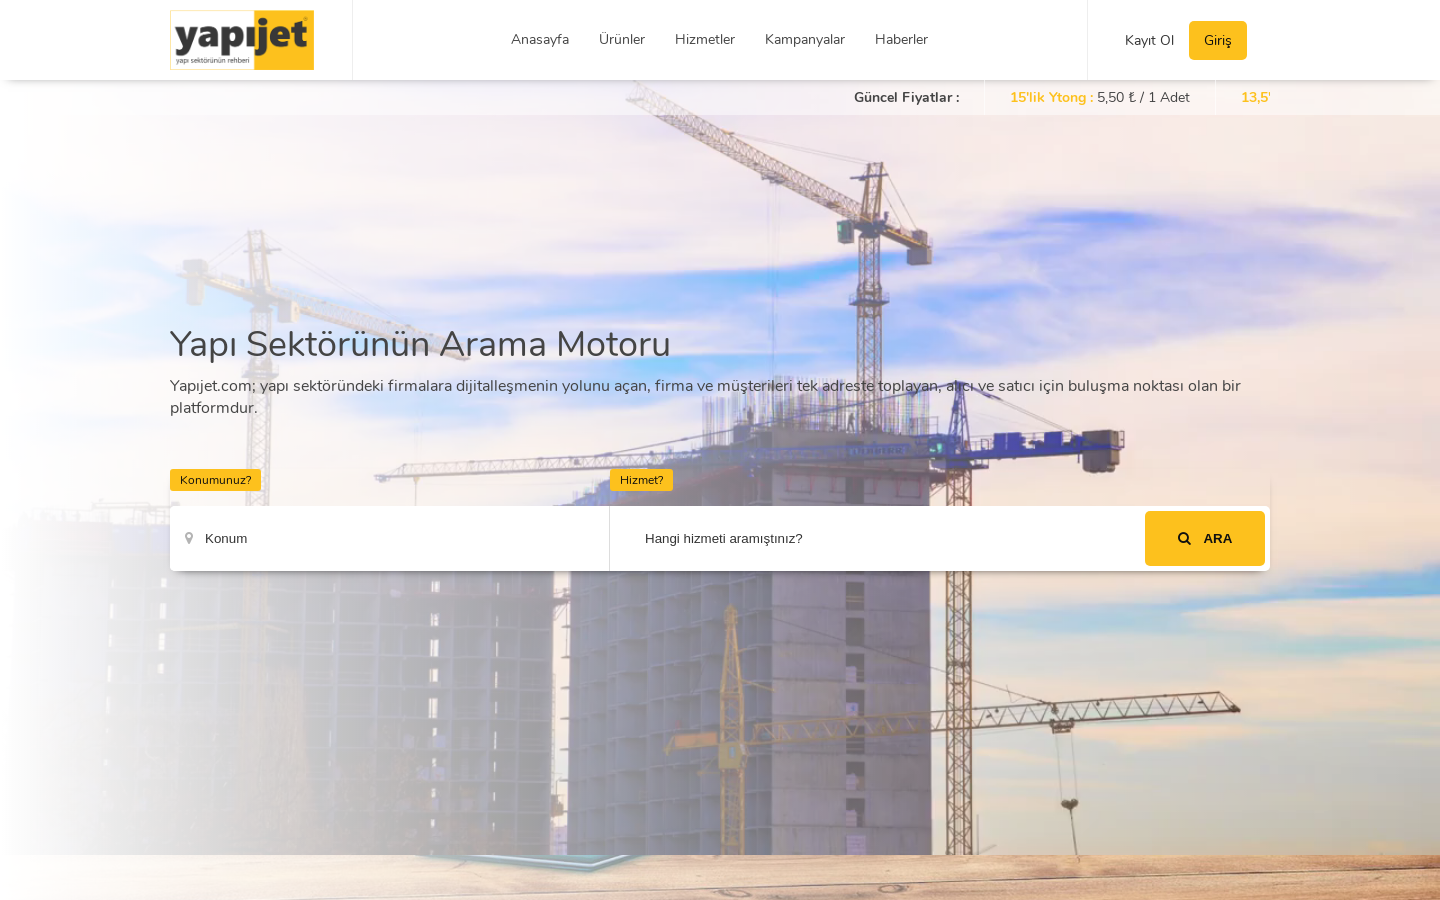 yapıjet
yapı sektörünün rehberi
Anasayfa
Ürünler
Hizmetler
Kampanyalar
Haberler
Kayıt Ol
Giriş
Güncel Fiyatlar :
15'lik Ytong : 5,50 ₺ / 1 Adet
13,5'
Yapı Sektörünün Arama Motoru
Yapıjet.com; yapı sektöründeki firmalara dijitalleşmenin yolunu açan, firma ve müşterileri tek adreste toplayan, alıcı ve satıcı için buluşma noktası olan bir
platformdur.
Konumunuz?
Hizmet?
Konum
Hangi hizmeti aramıştınız?
ARA